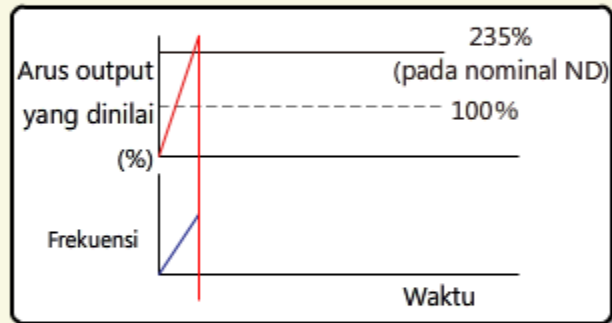 235%
Arus output
(pada nominal ND)
yang dinilai
100%
(%)
Frekuensi
Waktu